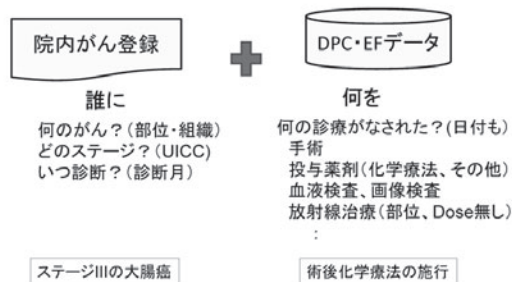 院内がん登録
DPC・EFデータ
誰に
何を
何のがん？(部位・組織)
どのステージ？(UICC)
いつ診断？(診断月)
何の診療がなされた？(日付も)
手術
投与薬剤(化学療法、その他)
血液検査、画像検査
放射線治療(部位、Dose無し)
：
ステージIIIの大腸癌
術後化学療法の施行